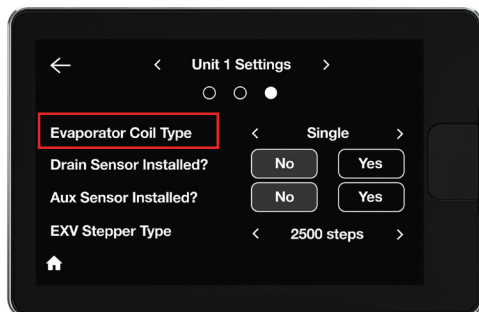 Unit 1 Settings
Evaporator Coil Type Single
Drain Sensor Installed? No Yes
Aux Sensor Installed? No Yes
EXV Stepper Type 2500 steps